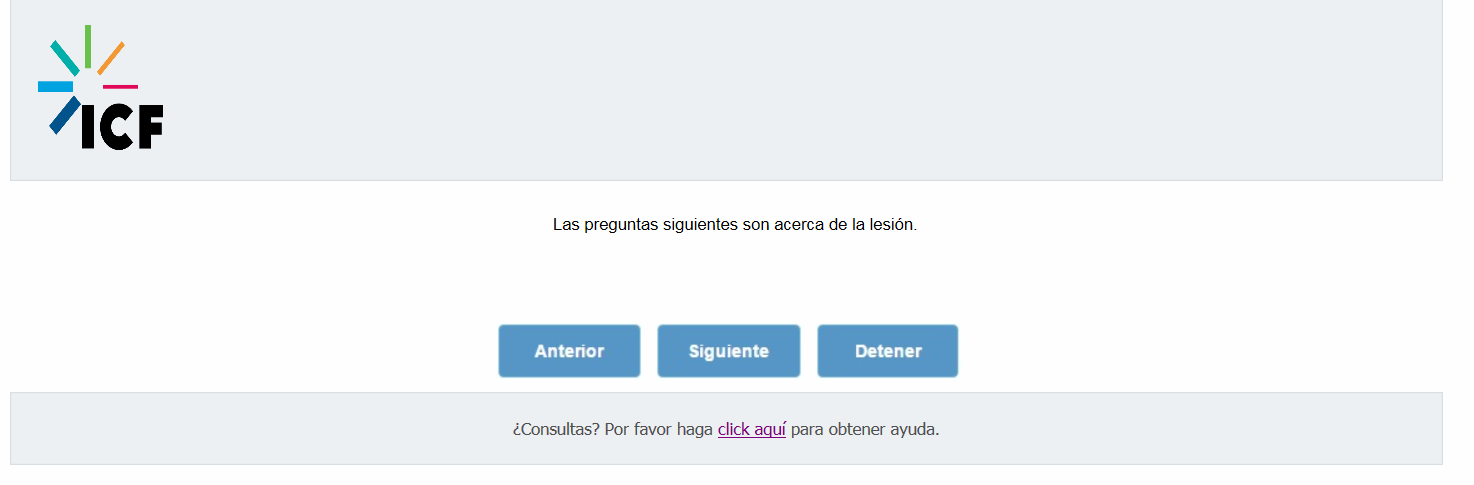 ICF
Las preguntas siguientes son acerca de la lesión.
Anterior Siguiente Detener
¿Consultas? Por favor haga click aquí para obtener ayuda.